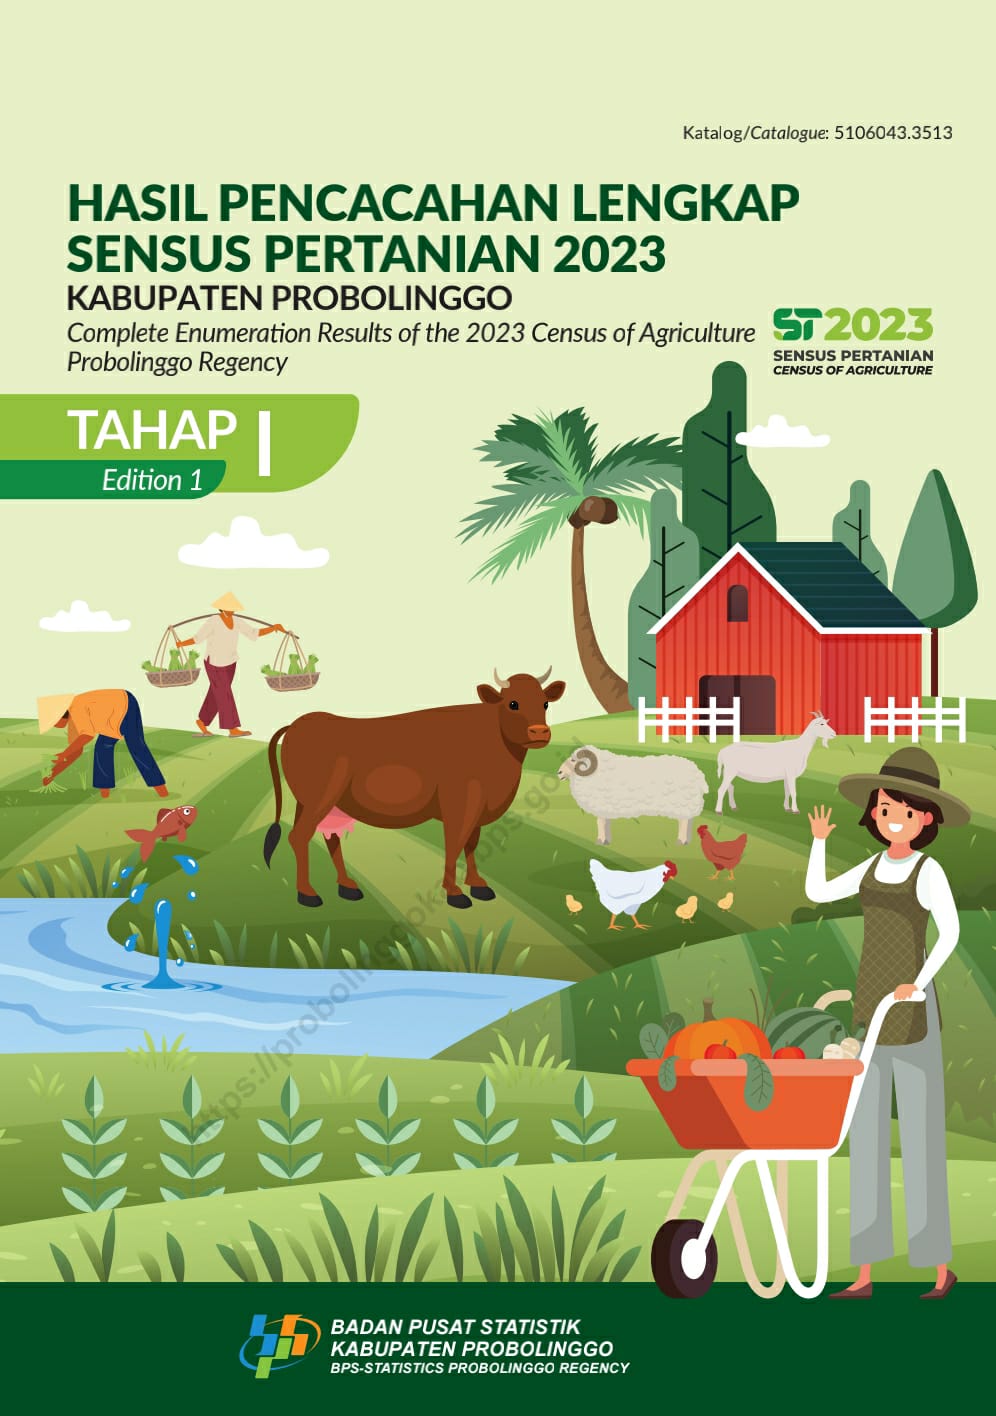 Katalog/Catalogue: 5106043.3513
HASIL PENCACAHAN LENGKAP
SENSUS PERTANIAN 2023
KABUPATEN PROBOLINGGO
Complete Enumeration Results of the 2023 Census of Agriculture
Probolinggo Regency
ST2023
SENSUS PERTANIAN
CENSUS OF AGRICULTURE
TAHAP I
Edition 1
https://probolinggokab.bps.go.id
BADAN PUSAT STATISTIK
KABUPATEN PROBOLINGGO
BPS-STATISTICS PROBOLINGGO REGENCY